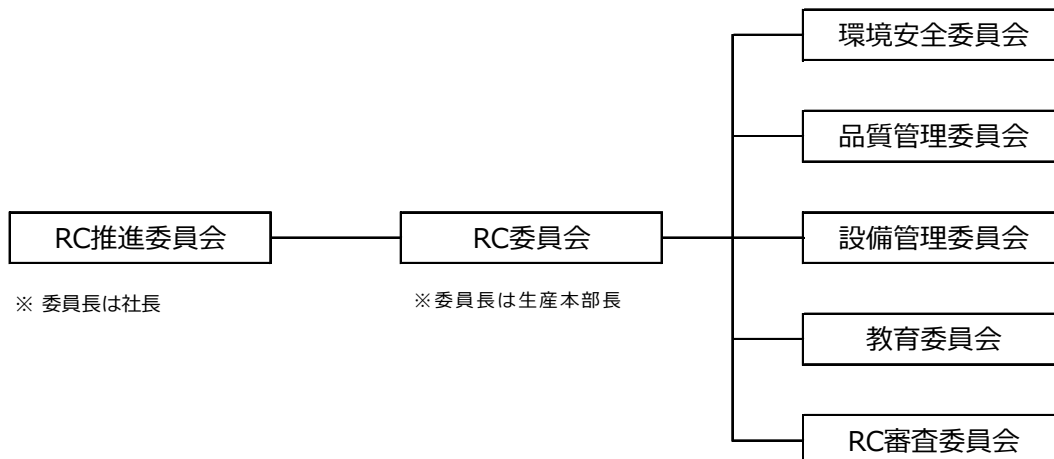 環境安全委員会
品質管理委員会
RC推進委員会
RC委員会
設備管理委員会
※ 委員長は社長
※委員長は生産本部長
教育委員会
RC審査委員会